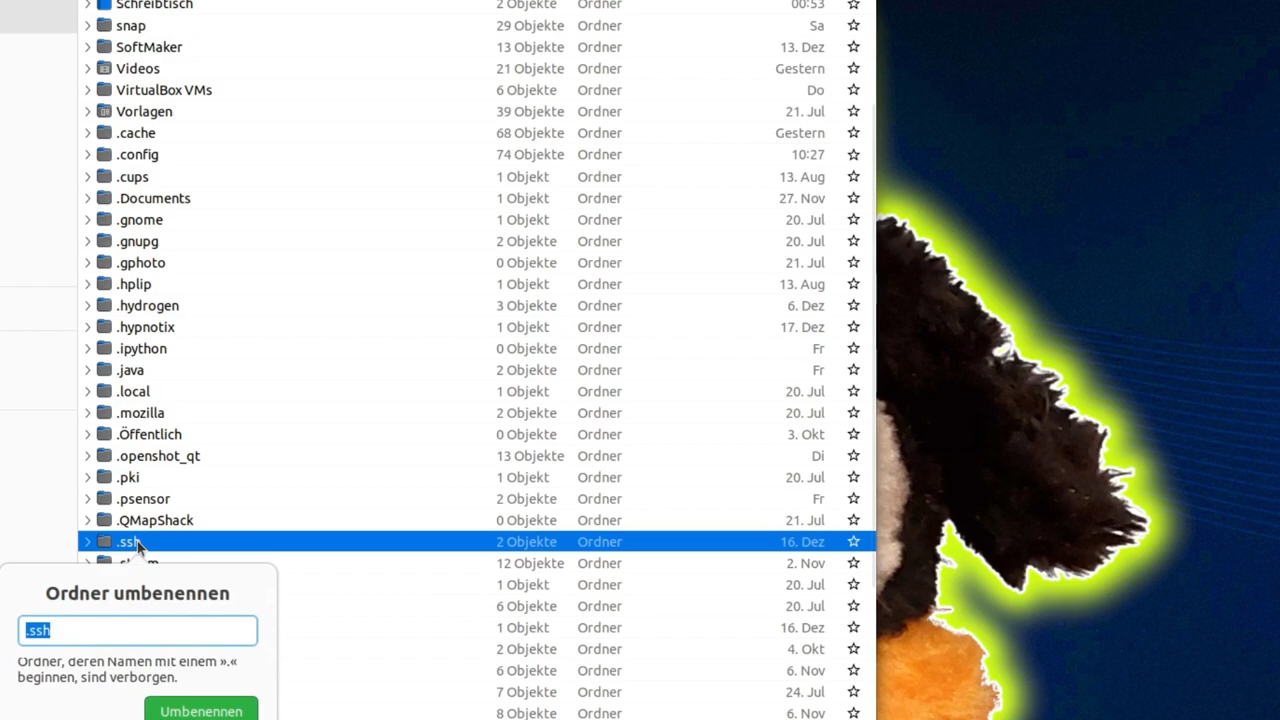 Schreibtisch 2 Objekte Ordner 00:53
snap 29 Objekte Ordner Sa
SoftMaker 13 Objekte Ordner 13. Dez
Videos 21 Objekte Ordner Gestern
VirtualBox VMs 6 Objekte Ordner Do
Vorlagen 39 Objekte Ordner 21. Jul
.cache 68 Objekte Ordner Gestern
.config 74 Objekte Ordner 10:27
.cups 1 Objekt Ordner 13. Aug
.Documents 1 Objekt Ordner 27. Nov
.gnome 1 Objekt Ordner 20. Jul
.gnupg 2 Objekte Ordner 20. Jul
.gphoto 0 Objekte Ordner 21. Jul
.hplip 1 Objekt Ordner 13. Aug
.hydrogen 3 Objekte Ordner 6. Dez
.hypnotix 1 Objekt Ordner 17. Dez
.ipython 0 Objekte Ordner Fr
.java 2 Objekte Ordner Fr
.local 1 Objekt Ordner 20. Jul
.mozilla 2 Objekte Ordner 20. Jul
.Öffentlich 0 Objekte Ordner 3. Okt
.openshot_qt 13 Objekte Ordner Di
.pki 1 Objekt Ordner 20. Jul
.psensor 2 Objekte Ordner Fr
.QMapShack 0 Objekte Ordner 21. Jul
.ssh 2 Objekte Ordner 16. Dez
12 Objekte Ordner 2. Nov
1 Objekt Ordner 20. Jul
6 Objekte Ordner 20. Jul
1 Objekt Ordner 16. Dez
2 Objekte Ordner 4. Okt
6 Objekte Ordner 6. Nov
7 Objekte Ordner 24. Jul
8 Objekte Ordner 6. Nov
Ordner umbenennen
.ssh
Ordner, deren Namen mit einem ».«
beginnen, sind verborgen.
Umbenennen